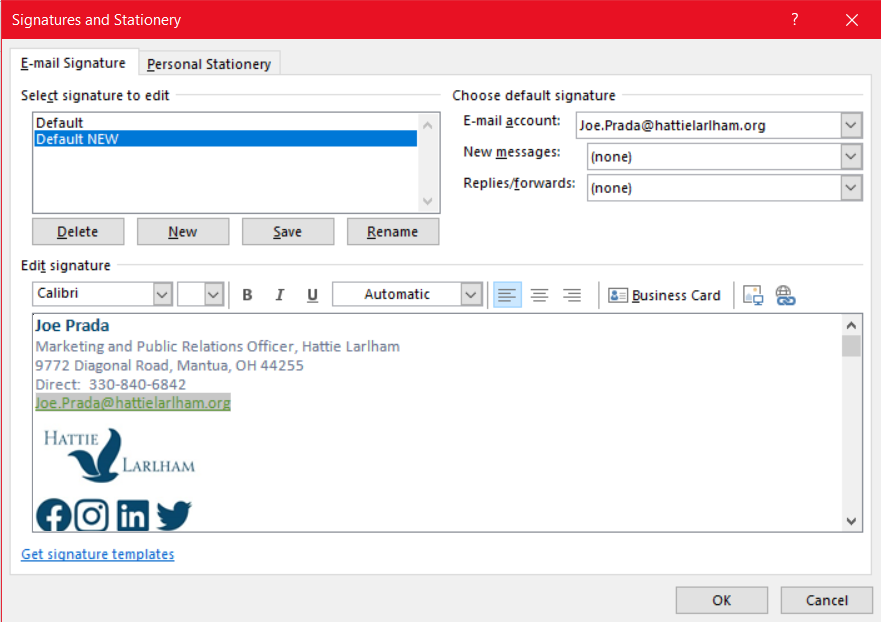 Signatures and Stationery
?
E-mail Signature
Personal Stationery
Select signature to edit
Default
Default NEW
Delete
New
Save
Rename
Choose default signature
E-mail account:
Joe.Prada@hattielarlham.org
New messages:
(none)
Replies/forwards:
(none)
Edit signature
Calibri
B
I
U
Automatic
Business Card
Joe Prada
Marketing and Public Relations Officer, Hattie Larlham
9772 Diagonal Road, Mantua, OH 44255
Direct:  330-840-6842
Joe.Prada@hattielarlham.org
HATTIE
LARLHAM
f
in
Get signature templates
OK
Cancel